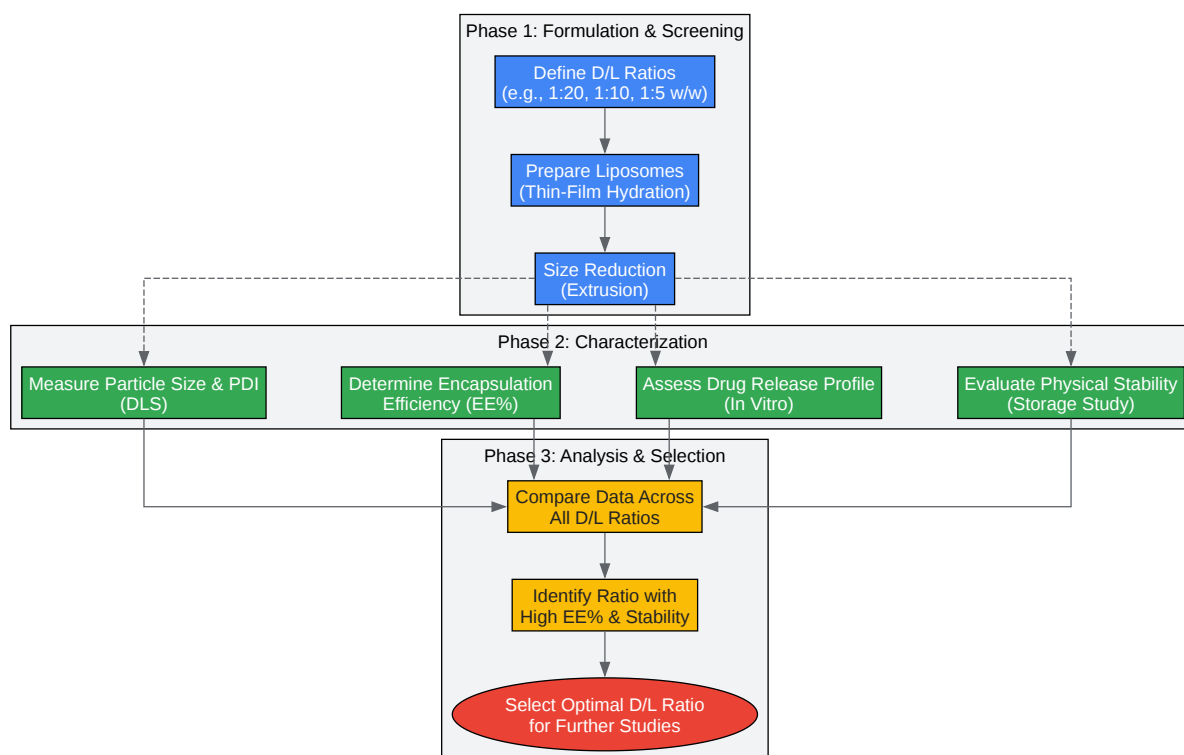 Phase 1: Formulation & Screening
Define D/L Ratios
(e.g., 1:20, 1:10, 1:5 w/w)
Prepare Liposomes
(Thin-Film Hydration)
Size Reduction
(Extrusion)
Phase 2: Characterization
Measure Particle Size & PDI
(DLS)
Determine Encapsulation
Efficiency (EE%)
Assess Drug Release Profile
(In Vitro)
Evaluate Physical Stability
(Storage Study)
Phase 3: Analysis & Selection
Compare Data Across
All D/L Ratios
Identify Ratio with
High EE% & Stability
Select Optimal D/L Ratio
for Further Studies